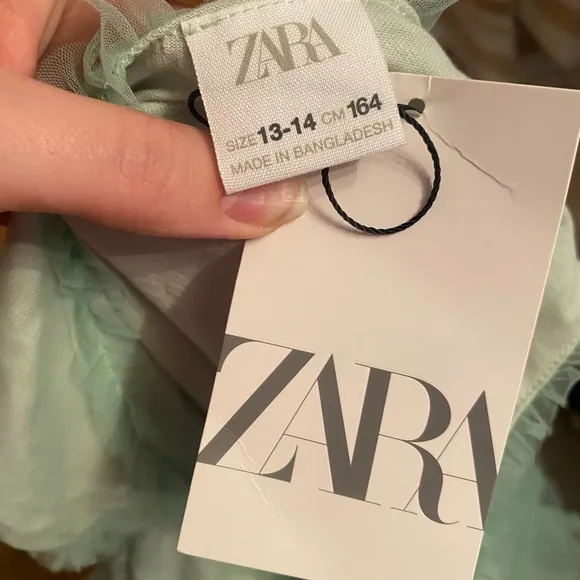 ZARA
SIZE 13-14 CM 164
MADE IN BANGLADESH
ZARA